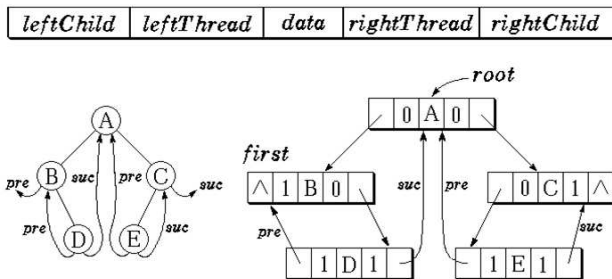 leftChild leftThread data rightThread rightChild
root
A
0 A 0
first
pre B suc pre C suc
∧ 1 B 0
suc pre
0 C 1 ∧
pre D E suc
pre
1 D 1
1 E 1
suc